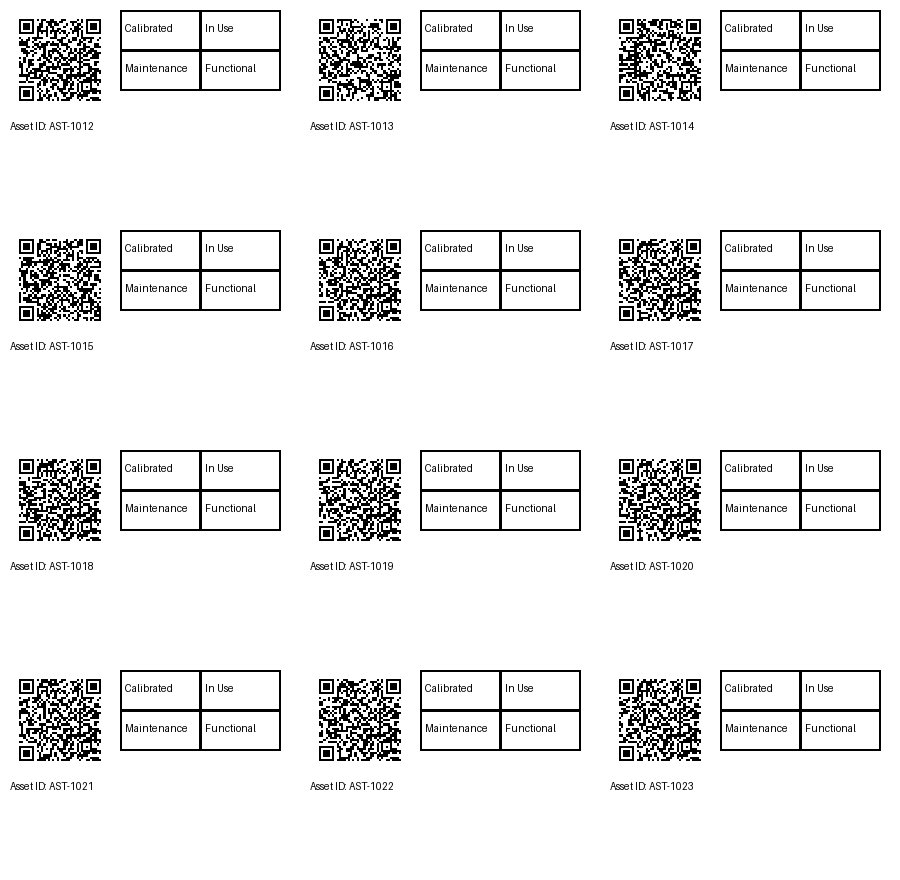 Calibrated In Use
Maintenance Functional
Asset ID: AST-1012
Calibrated In Use
Maintenance Functional
Asset ID: AST-1013
Calibrated In Use
Maintenance Functional
Asset ID: AST-1014
Calibrated In Use
Maintenance Functional
Asset ID: AST-1015
Calibrated In Use
Maintenance Functional
Asset ID: AST-1016
Calibrated In Use
Maintenance Functional
Asset ID: AST-1017
Calibrated In Use
Maintenance Functional
Asset ID: AST-1018
Calibrated In Use
Maintenance Functional
Asset ID: AST-1019
Calibrated In Use
Maintenance Functional
Asset ID: AST-1020
Calibrated In Use
Maintenance Functional
Asset ID: AST-1021
Calibrated In Use
Maintenance Functional
Asset ID: AST-1022
Calibrated In Use
Maintenance Functional
Asset ID: AST-1023